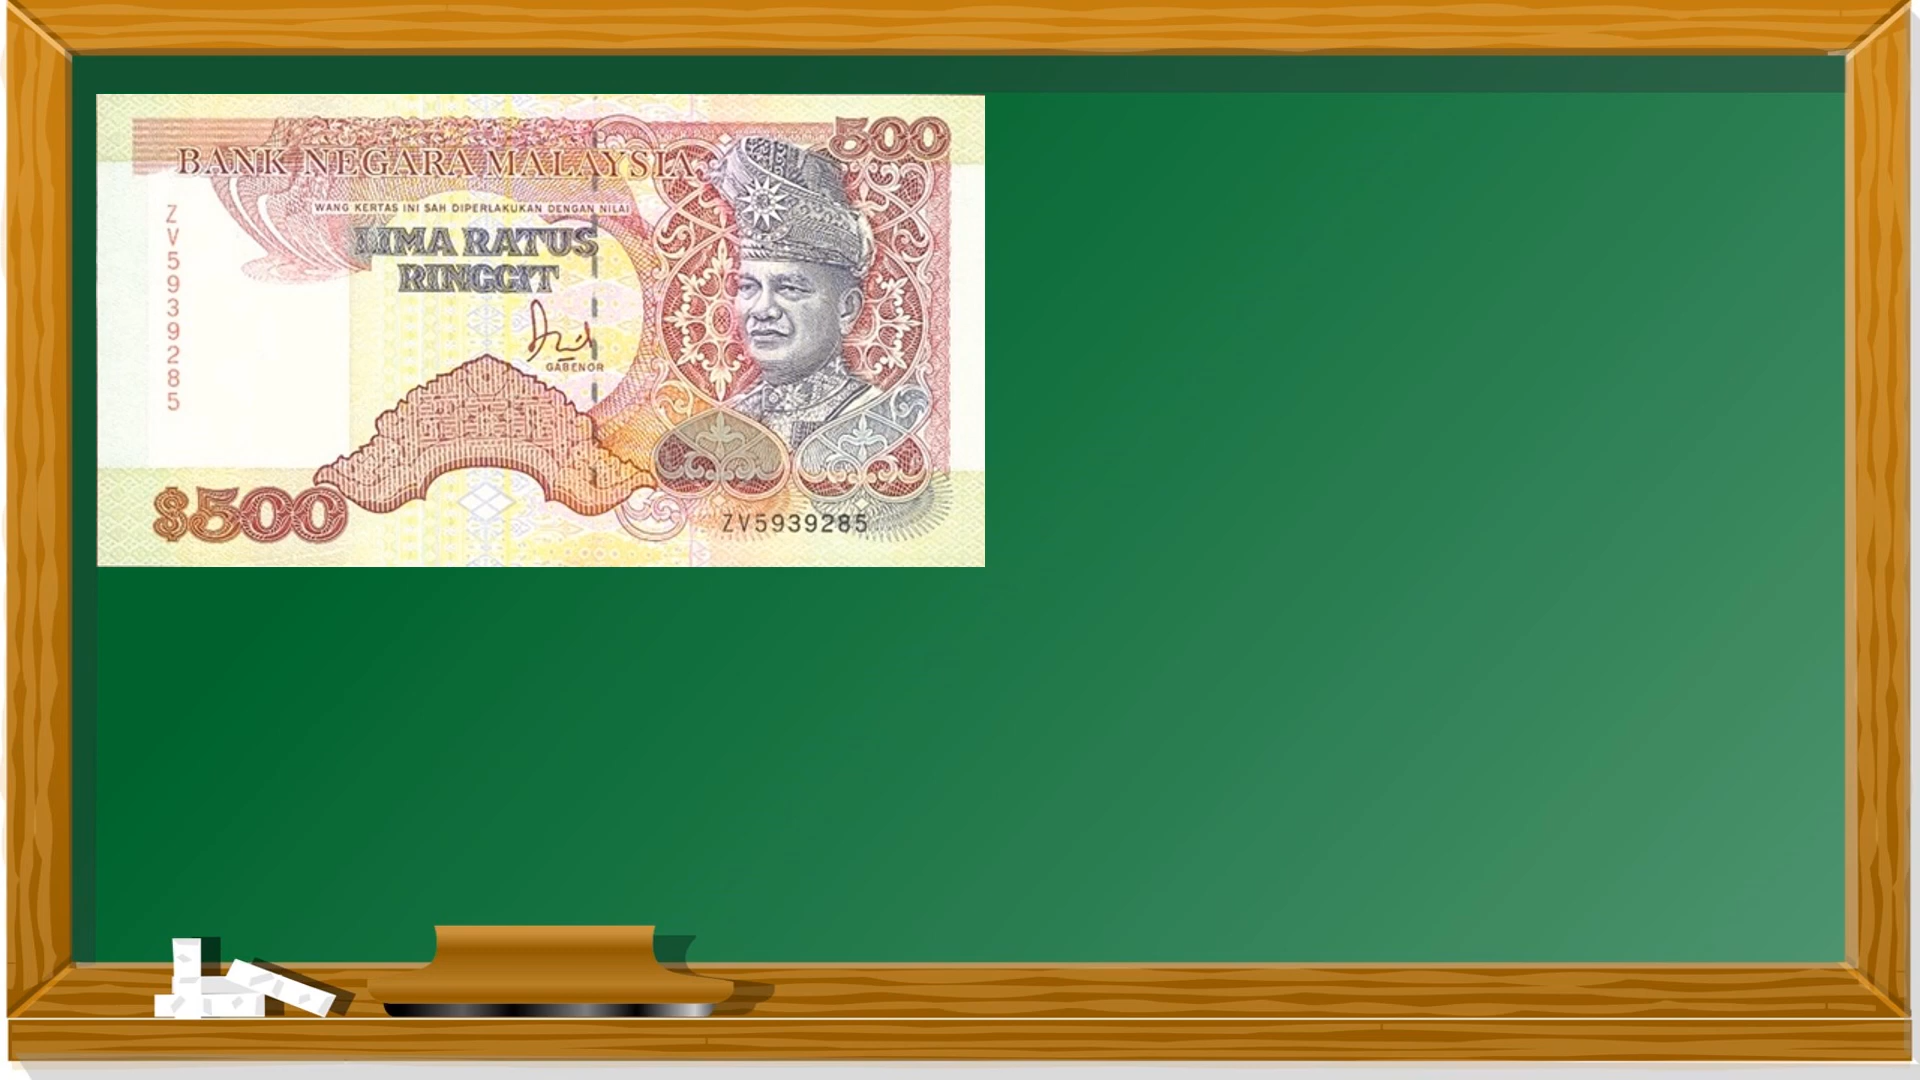 500
BANK NEGARA MALAYSIA
WANG KERTAS INI SAH DIPERLAKUKAN DENGAN NILAI
LIMA RATUS
RINGGIT
ZV5939285
GABENOR
$500
ZV5939285